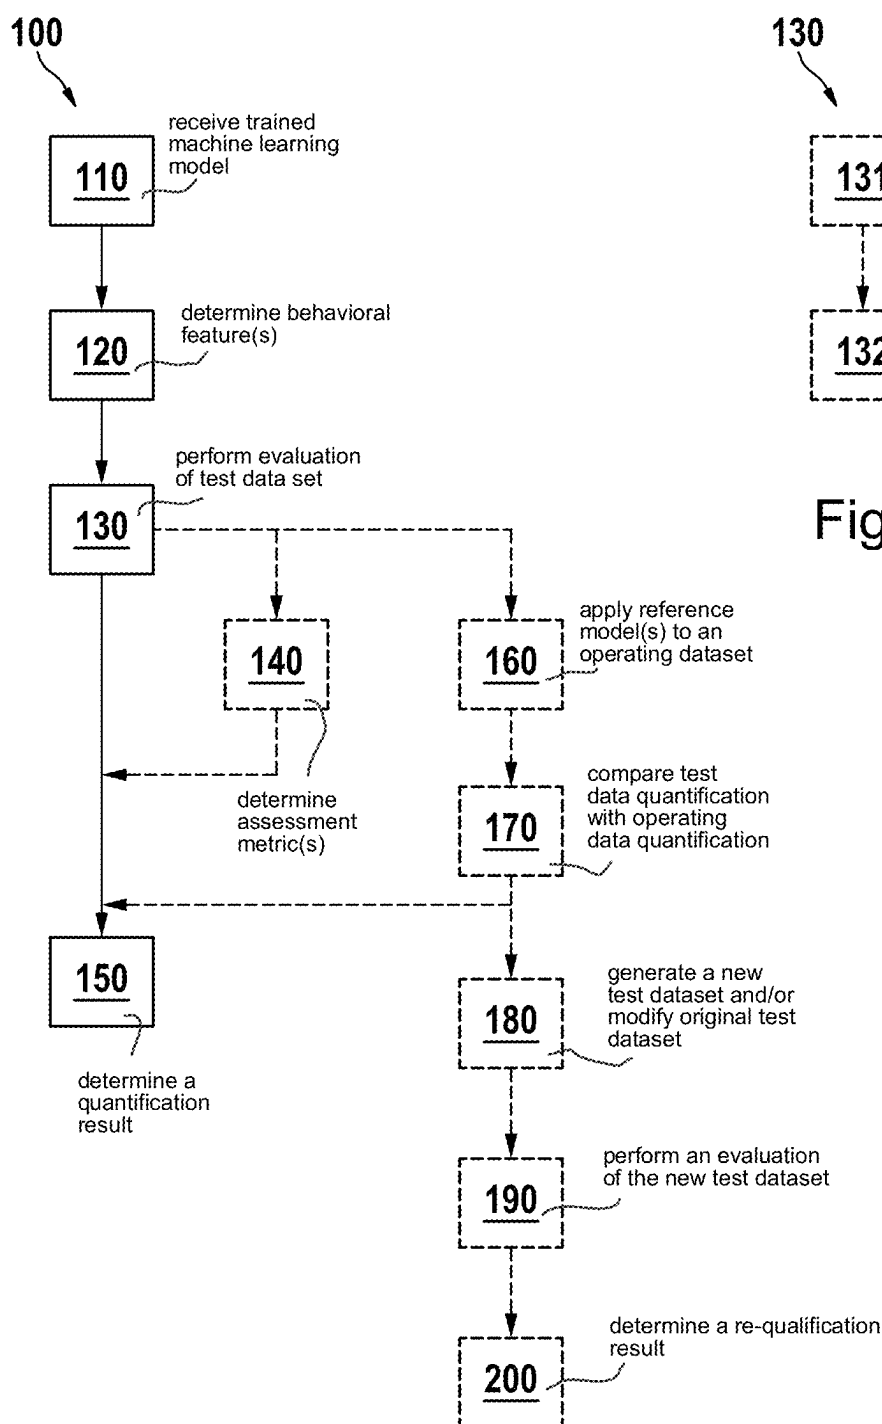 100
130
receive trained
machine learning
model
110
131
determine behavioral
feature(s)
120
132
perform evaluation
of test data set
130
Fig
apply reference
model(s) to an
operating dataset
140
160
compare test
data quantification
with operating
data quantification
determine
assessment
metric(s)
170
150
generate a new
test dataset and/or
modify original test
dataset
180
determine a
quantification
result
perform an evaluation
of the new test dataset
190
determine a re-qualification
result
200